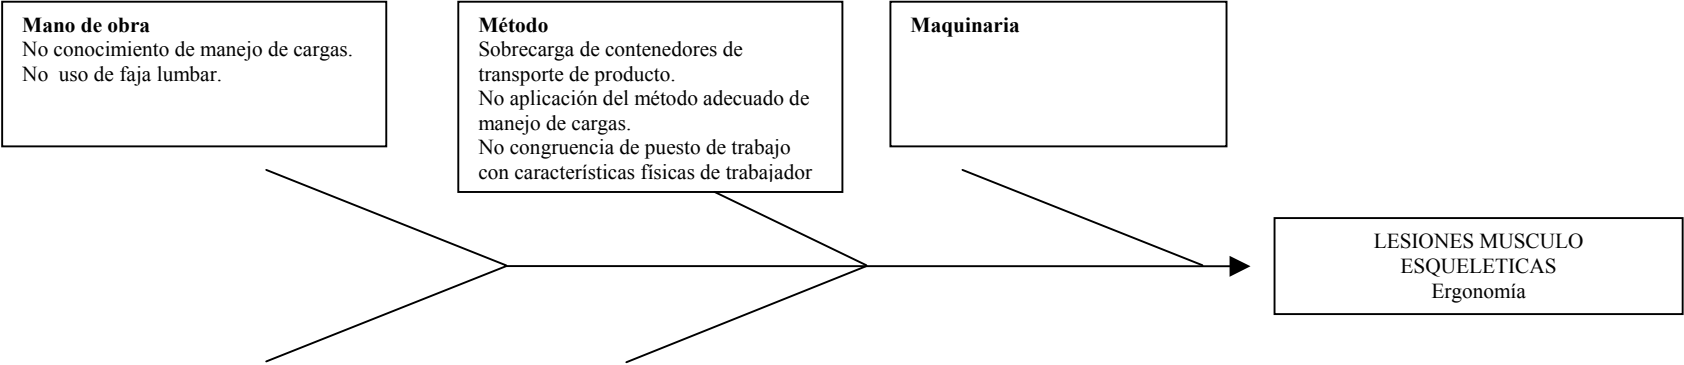 Mano de obra
No conocimiento de manejo de cargas.
No  uso de faja lumbar.
Método
Sobrecarga de contenedores de
transporte de producto.
No aplicación del método adecuado de
manejo de cargas.
No congruencia de puesto de trabajo
con características físicas de trabajador
Maquinaria
LESIONES MUSCULO
ESQUELETICAS
Ergonomía